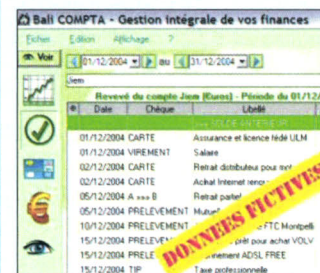 Bali COMPTA - Gestion intégrale de vos finances
Fichier Edition Affichage ?
Voir 01/12/2004 au 31/12/2004
Jiem
Relevé du compte Jiem (Euros) - Période du 01/12/
Date Chèque Libellé
»»» SOLDE ANTERIEUR
01/12/2004 CARTE Assurance et licence fédé ULM
01/12/2004 VIREMENT Salaire
02/12/2004 CARTE Retrait distributeur pour
02/12/2004 CARTE Achat Internet
05/12/2004 A »»» B Retrait
05/12/2004 PRELEVEMENT
10/12/2004 PRELEVEMENT FTC Montpelli
15/12/2004 PRELEVEMENT prêt pour achat VOLV
15/12/2004 ADSL FREE
15/12/2004 TIP Taxe professionnelle
DONNEES FICTIVES